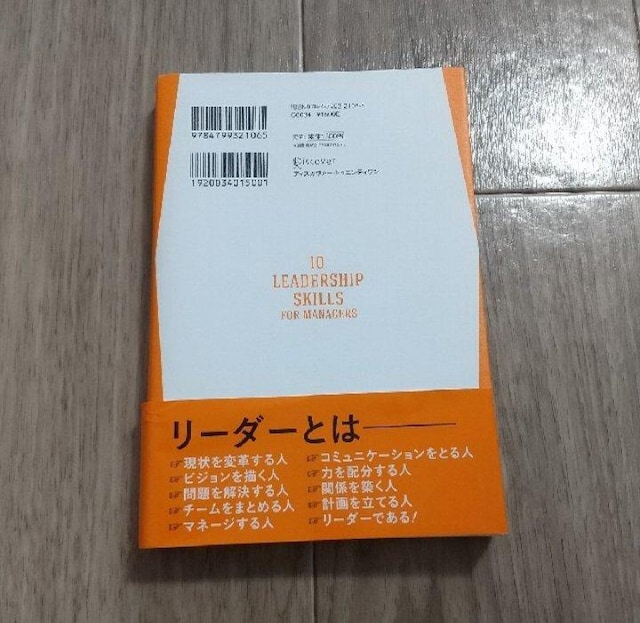 9784799321065
1920034015001
Discover
ディスカヴァー・トゥエンティワン
10
LEADERSHIP
SKILLS
FOR MANAGERS
リーダーとは
☞現状を変革する人
☞ビジョンを描く人
☞問題を解決する人
☞チームをまとめる人
☞マネージする人
☞コミュニケーションをとる人
☞力を配分する人
☞関係を築く人
☞計画を立てる人
☞リーダーである!